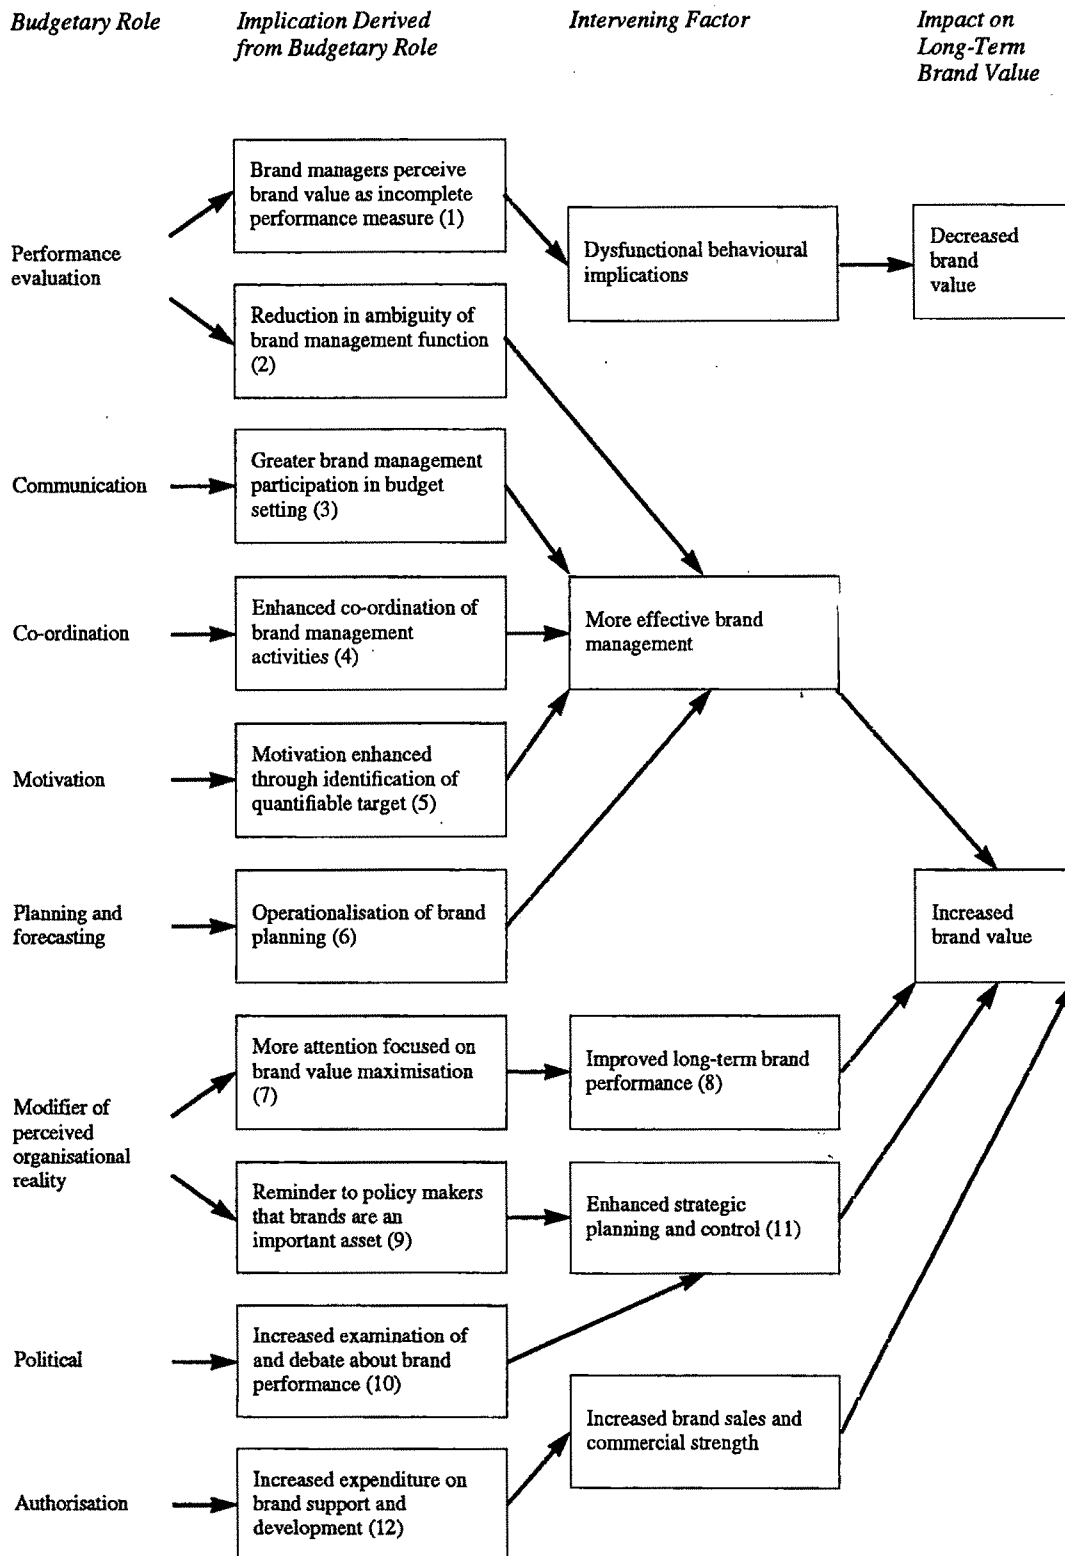 Budgetary Role
Implication Derived
from Budgetary Role
Intervening Factor
Impact on
Long-Term
Brand Value
Performance
evaluation
Brand managers perceive
brand value as incomplete
performance measure (1)
Dysfunctional behavioural
implications
Decreased
brand
value
Reduction in ambiguity of
brand management function
(2)
Communication
Greater brand management
participation in budget
setting (3)
Co-ordination
Enhanced co-ordination of
brand management
activities (4)
More effective brand
management
Motivation
Motivation enhanced
through identification of
quantifiable target (5)
Planning and
forecasting
Operationalisation of brand
planning (6)
Increased
brand value
Modifier of
perceived
organisational
reality
More attention focused on
brand value maximisation
(7)
Improved long-term brand
performance (8)
Reminder to policy makers
that brands are an
important asset (9)
Enhanced strategic
planning and control (11)
Political
Increased examination of
and debate about brand
performance (10)
Increased brand sales and
commercial strength
Authorisation
Increased expenditure on
brand support and
development (12)